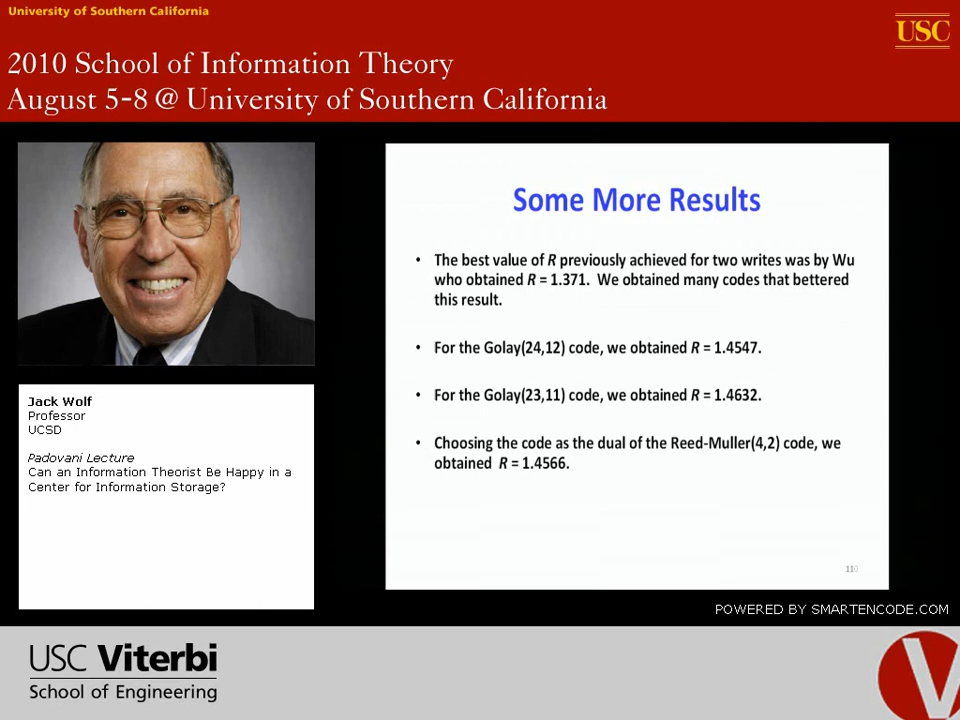 University of Southern California
USC
2010 School of Information Theory
August 5-8 @ University of Southern California
Some More Results
• The best value of R previously achieved for two writes was by Wu
who obtained R = 1.371. We obtained many codes that bettered
this result.
• For the Golay(24,12) code, we obtained R = 1.4547.
• For the Golay(23,11) code, we obtained R = 1.4632.
• Choosing the code as the dual of the Reed-Muller(4,2) code, we
obtained R = 1.4566.
110
Jack Wolf
Professor
UCSD
Padovani Lecture
Can an Information Theorist Be Happy in a
Center for Information Storage?
POWERED BY SMARTENCODE.COM
USC Viterbi
School of Engineering
V